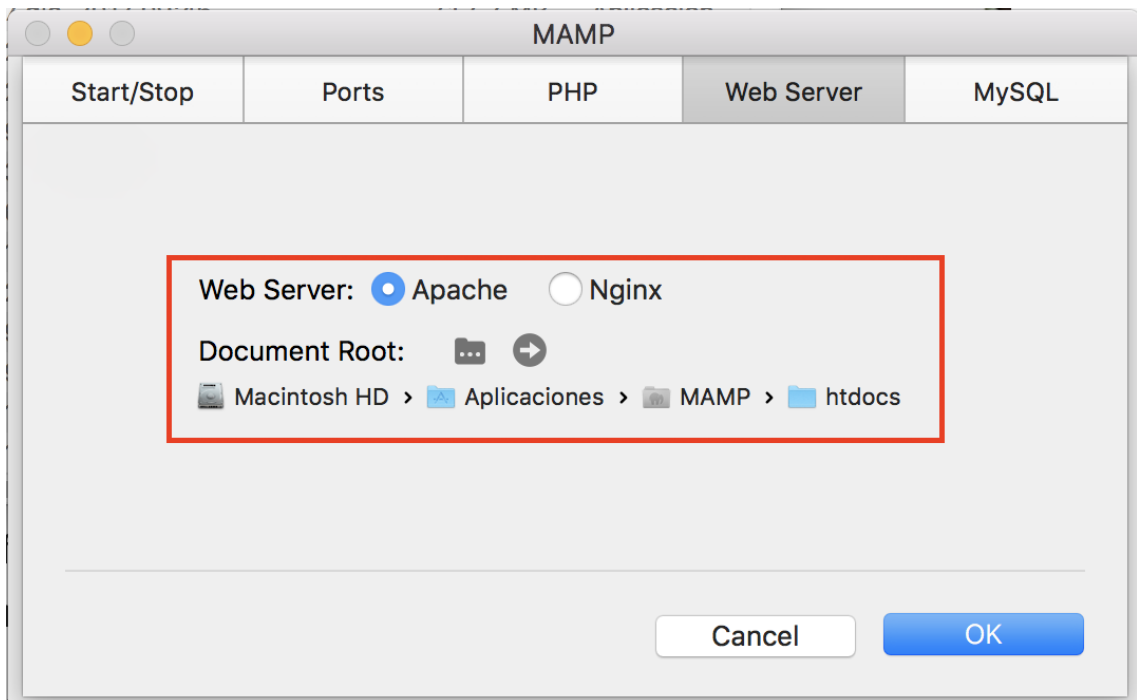 MAMP
Start/Stop Ports PHP Web Server MySQL
Web Server: Apache Nginx
Document Root:
Macintosh HD › Aplicaciones › MAMP › htdocs
Cancel OK